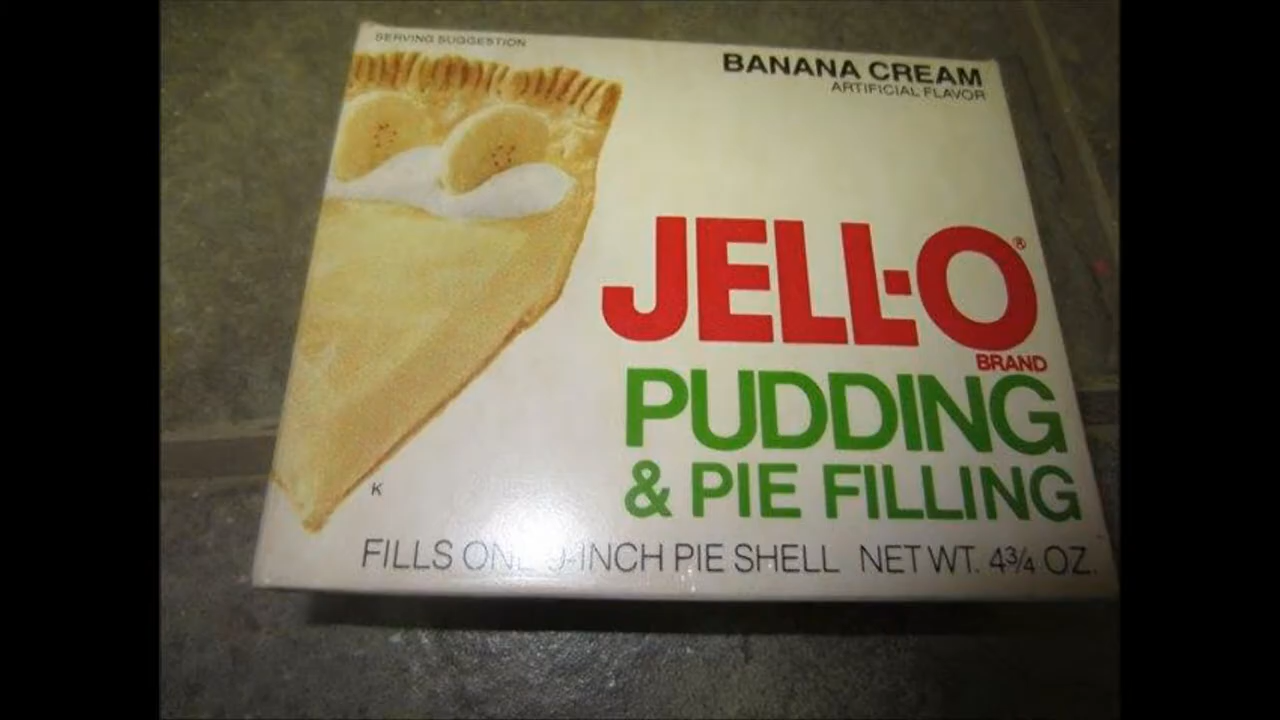 SERVING SUGGESTION
BANANA CREAM
ARTIFICIAL FLAVOR
JELL-O®
BRAND
PUDDING
& PIE FILLING
K
FILLS ONE 9-INCH PIE SHELL NET WT. 4¾ OZ.